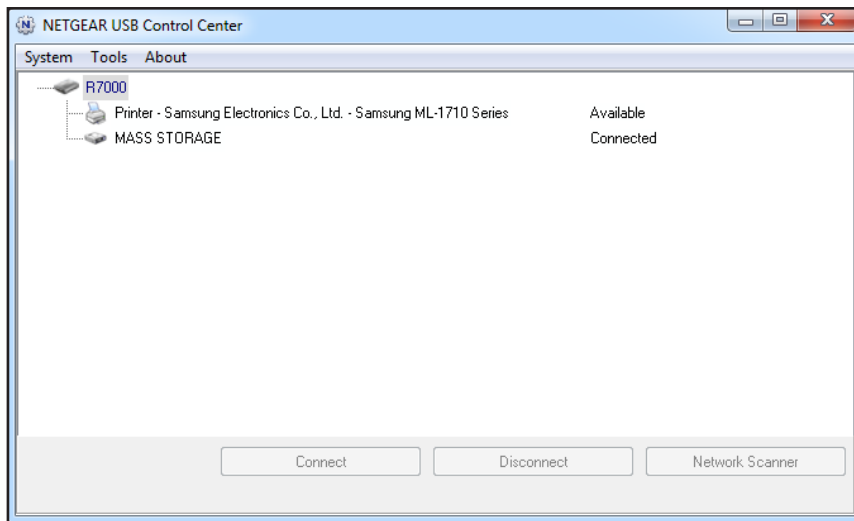 NETGEAR USB Control Center
System Tools About
R7000
Printer - Samsung Electronics Co., Ltd. - Samsung ML-1710 Series Available
MASS STORAGE Connected
Connect Disconnect Network Scanner